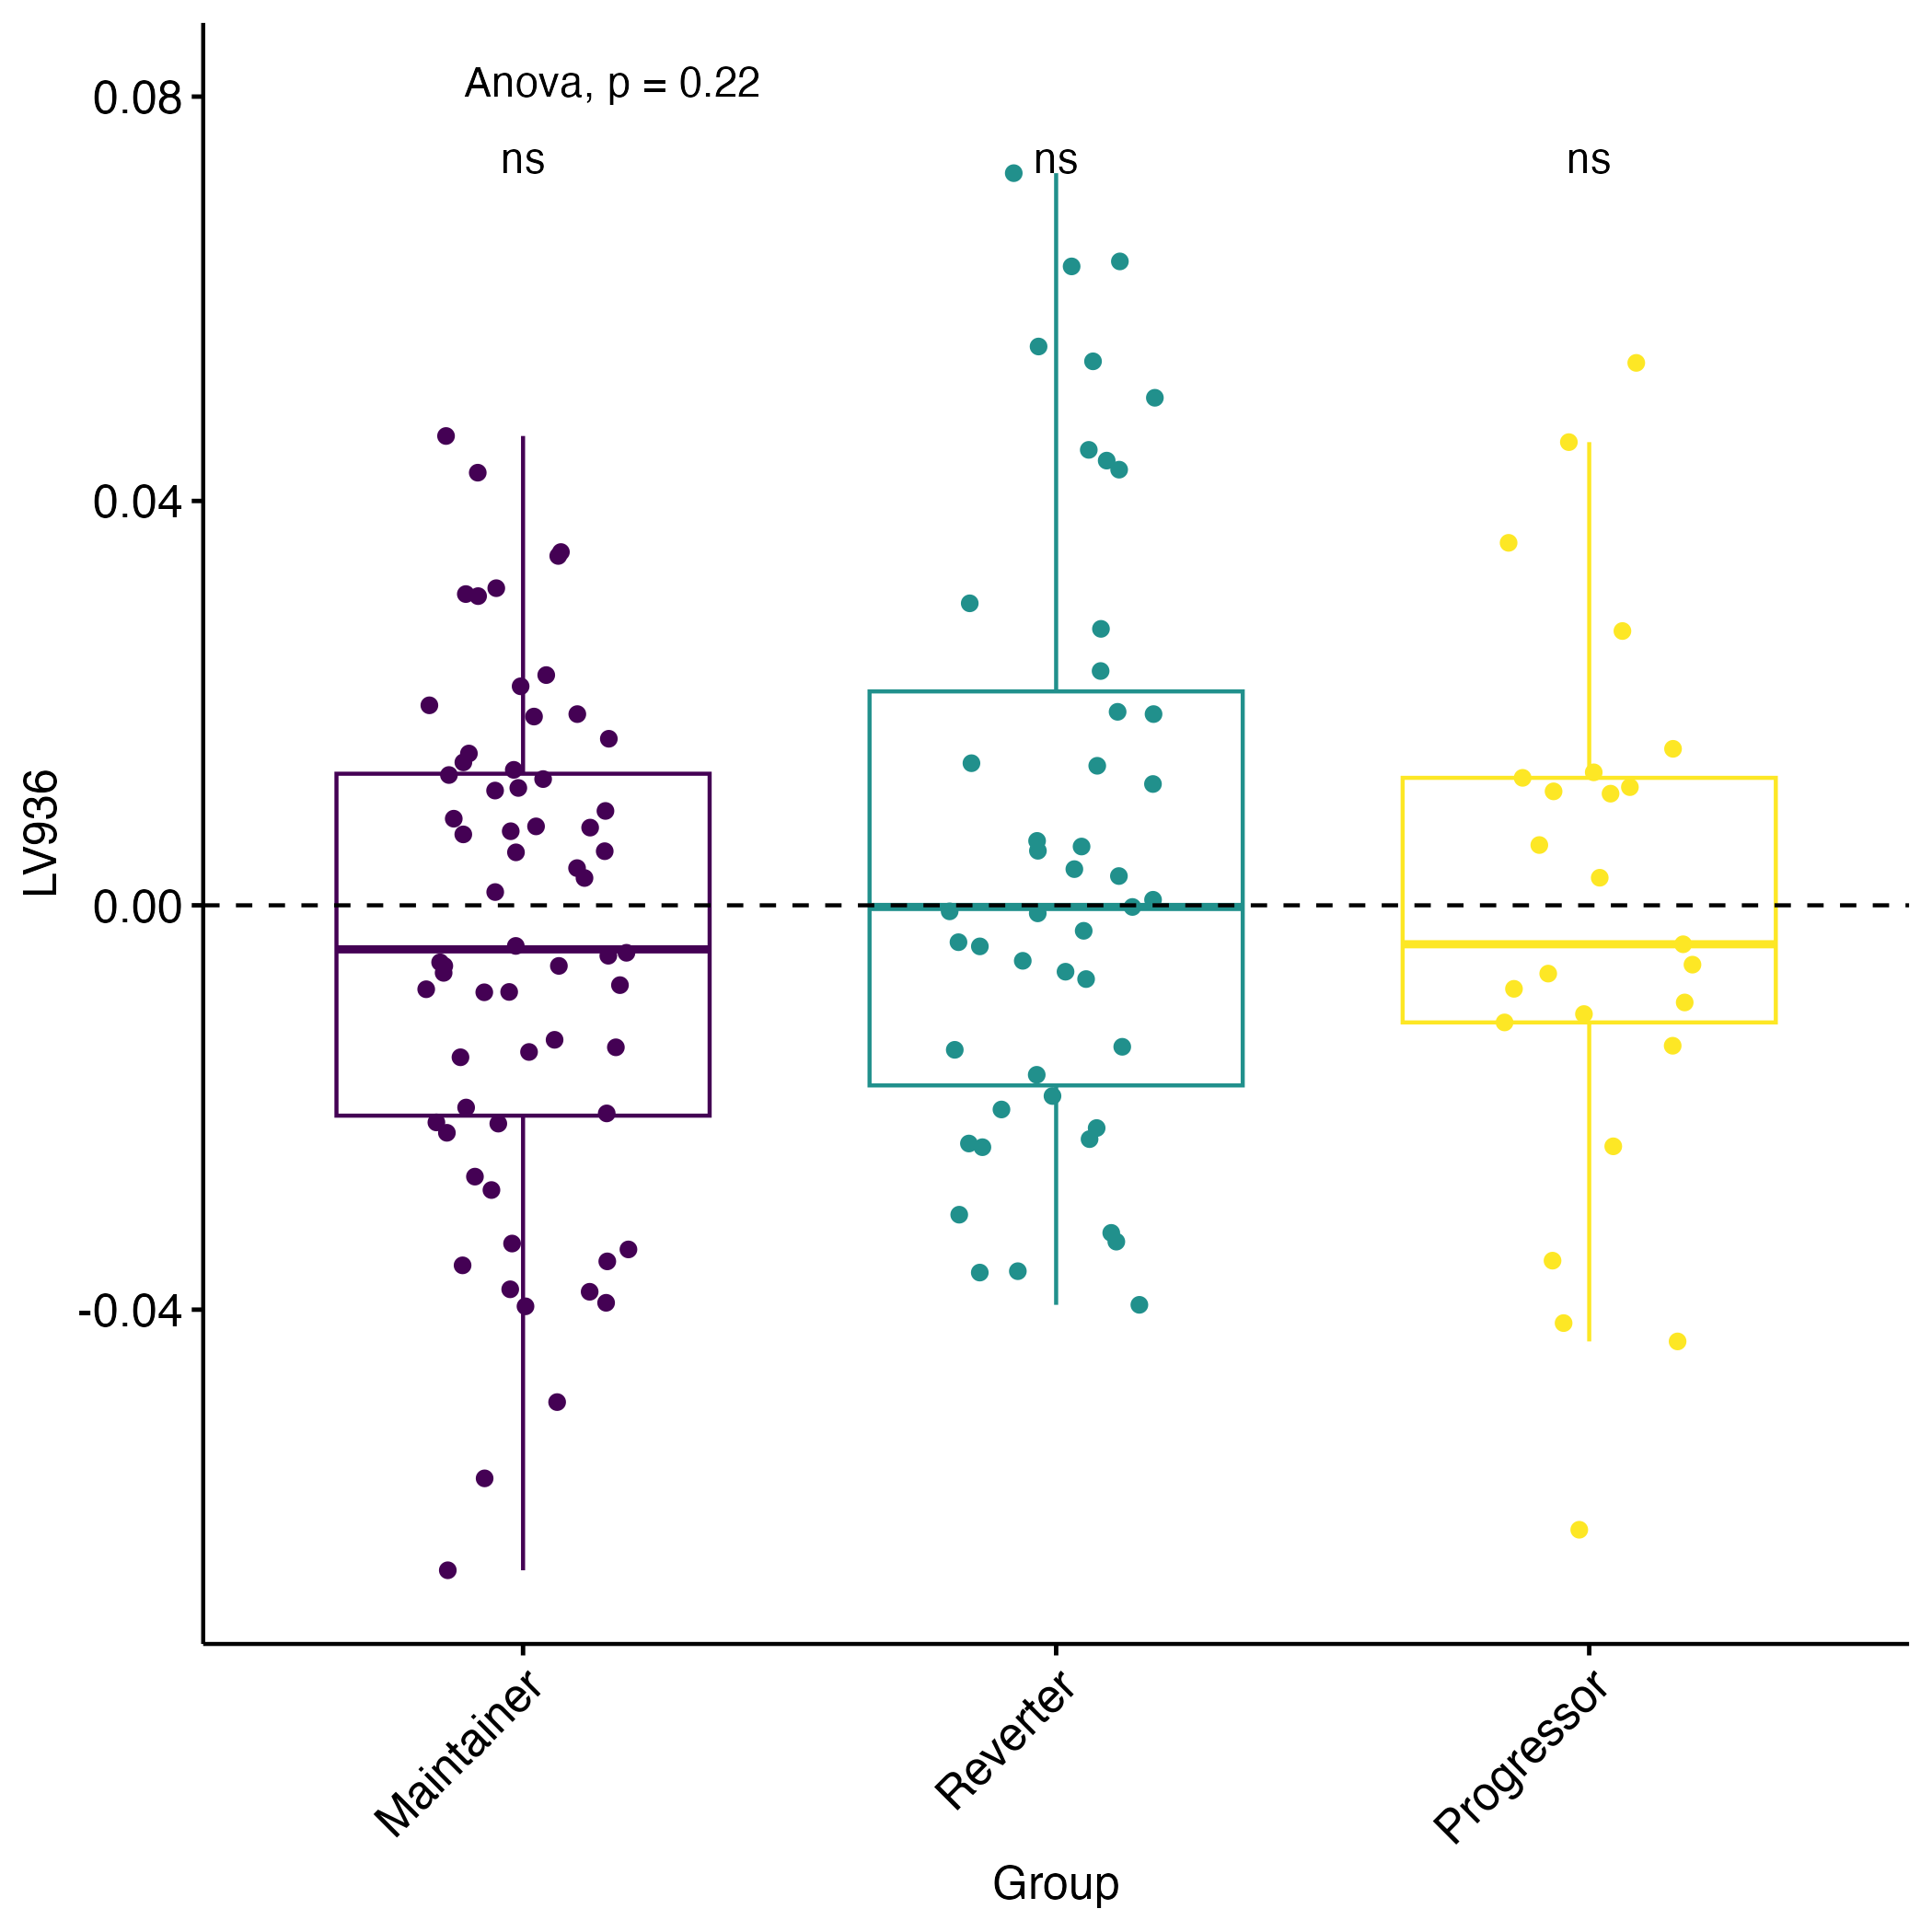 Anova, p = 0.22
ns ns ns
0.08
0.04
0.00
-0.04
LV936
Maintainer Reverter Progressor
Group